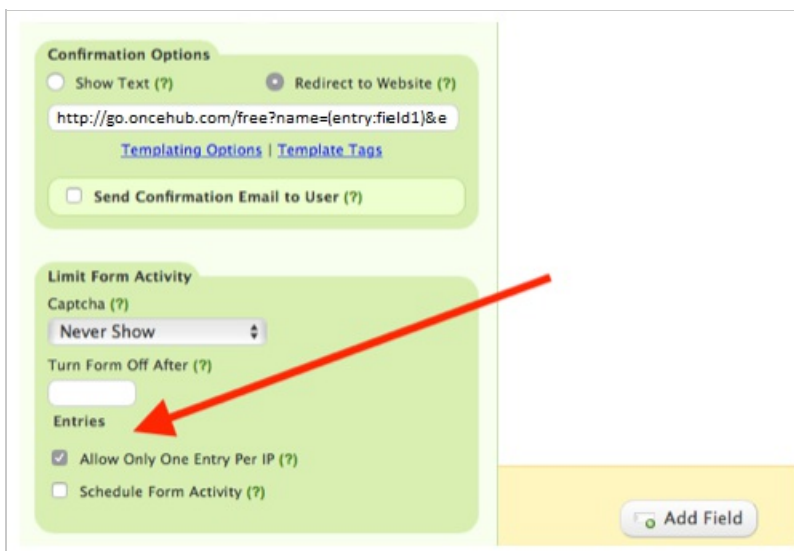 Confirmation Options
Show Text (?) Redirect to Website (?)
http://go.oncehub.com/free?name={entry:field1}&e
Templating Options | Template Tags
Send Confirmation Email to User (?)
Limit Form Activity
Captcha (?)
Never Show
Turn Form Off After (?)
Entries
Allow Only One Entry Per IP (?)
Schedule Form Activity (?)
Add Field